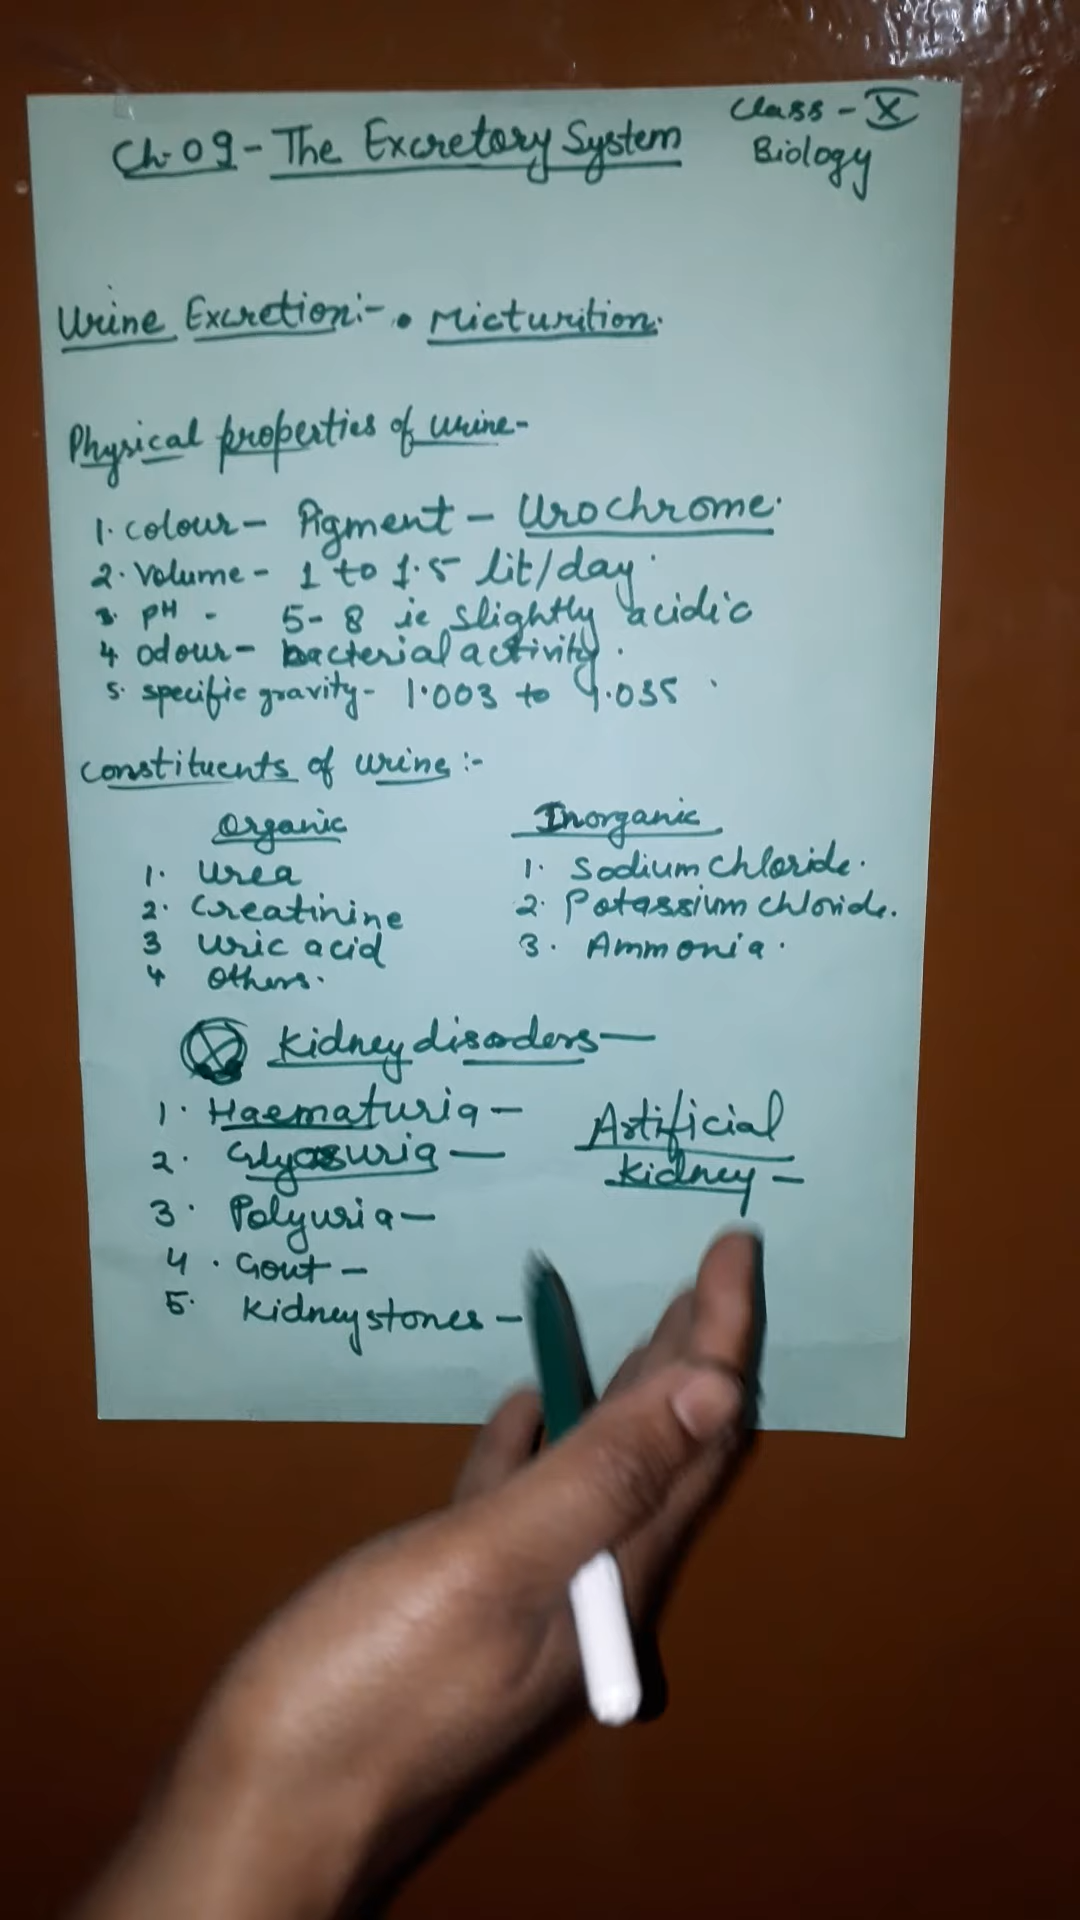 Ch-09 - The Excretory System
Class - X
Biology
Urine Excretion:- • Micturition.
Physical properties of urine-
1. colour - Pigment - Urochrome.
2. Volume - 1 to 1.5 lit/day
3. pH - 5-8 ie slightly acidic
4 odour - bacterial activity.
5. specific gravity - 1.003 to 1.035
constituents of urine:-
Organic
1. Urea
2. Creatinine
3 Uric acid
4 Others.
Inorganic
1. Sodium chloride.
2. Potassium chloride.
3. Ammonia.
Kidney disorders—
1. Haematuria—
2. Glyosuria—
3. Polyuria—
4. Gout—
5. Kidney stones—
Artificial
Kidney—